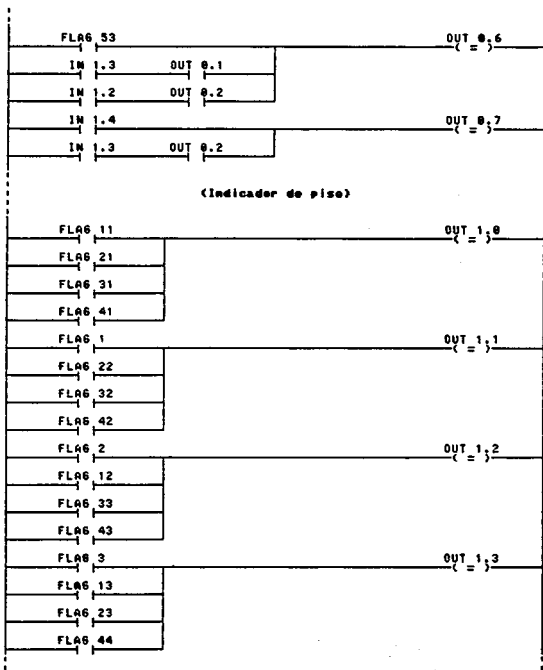 FLAG 53 OUT 0.6
( = )
IN 1.3 OUT 0.1
IN 1.2 OUT 0.2
IN 1.4 OUT 0.7
( = )
IN 1.3 OUT 0.2
(Indicador de piso)
FLAG 11 OUT 1.0
( = )
FLAG 21
FLAG 31
FLAG 41
FLAG 1 OUT 1.1
( = )
FLAG 22
FLAG 32
FLAG 42
FLAG 2 OUT 1.2
( = )
FLAG 12
FLAG 33
FLAG 43
FLAG 3 OUT 1.3
( = )
FLAG 13
FLAG 23
FLAG 44